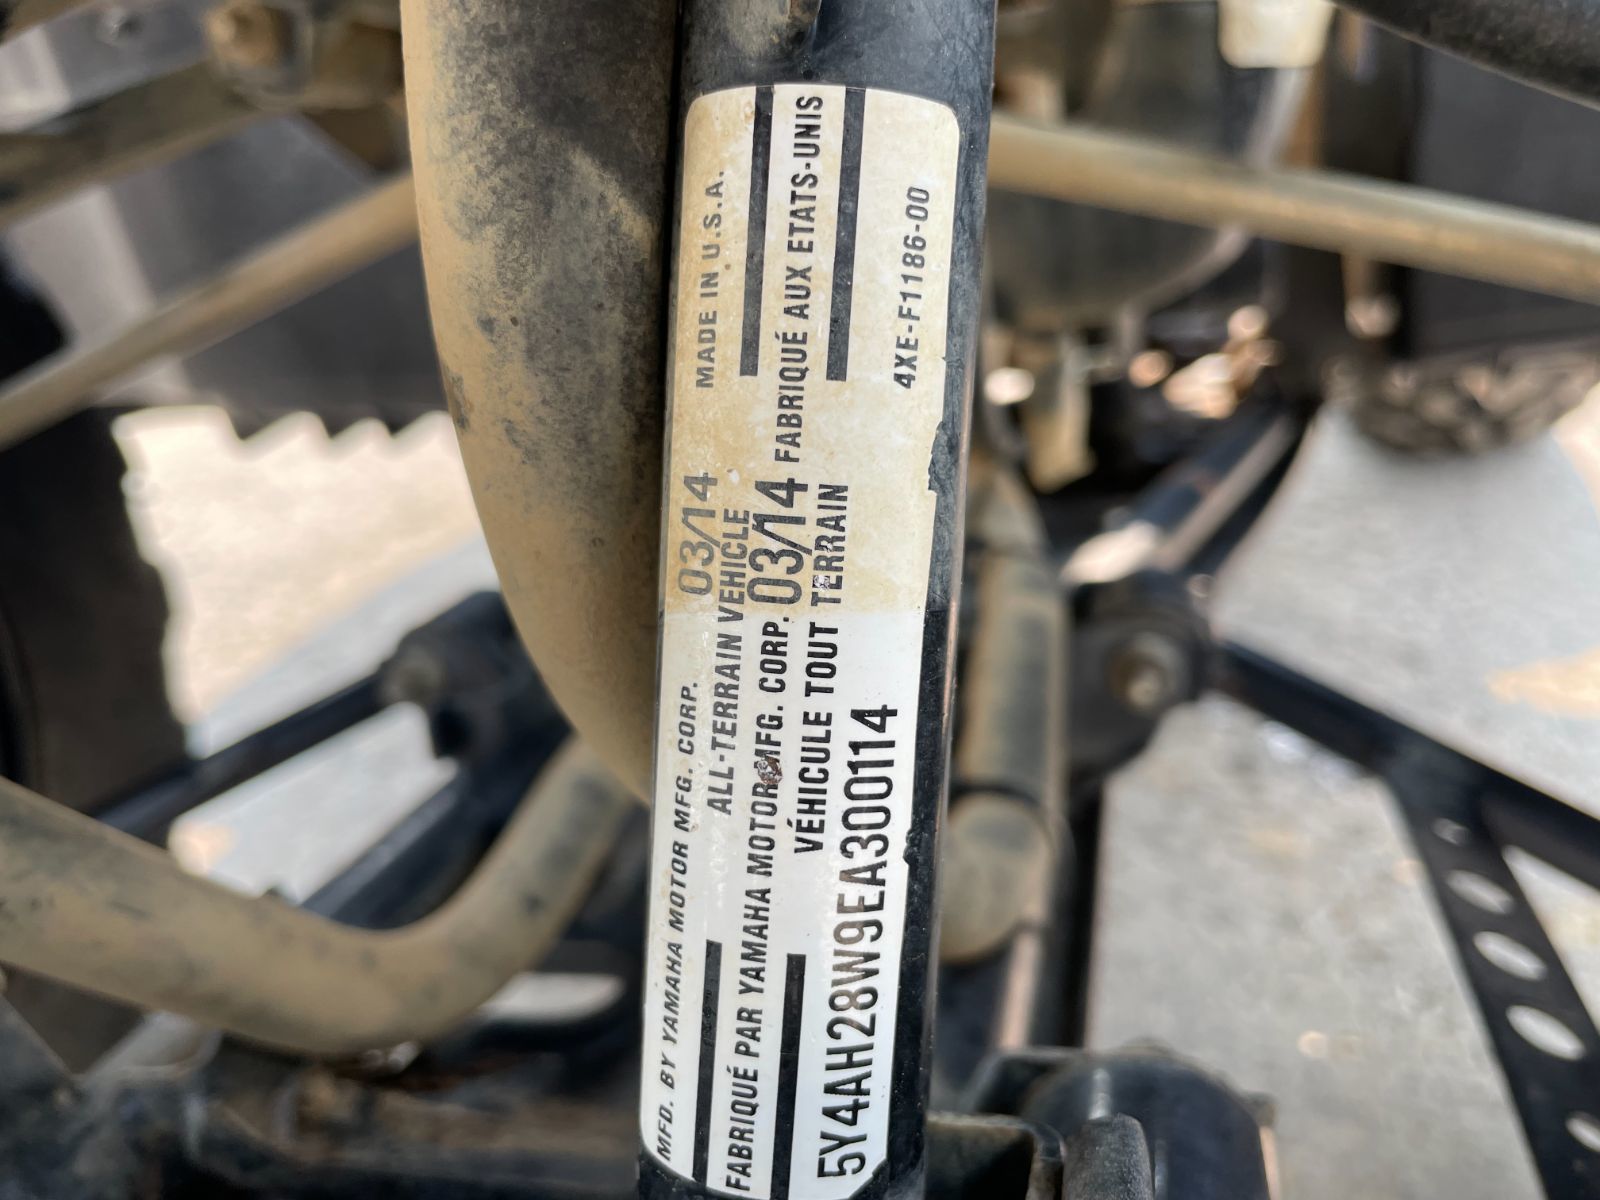 MFD. BY YAMAHA MOTOR MFG. CORP. 03/14 MADE IN U.S.A.
ALL-TERRAIN VEHICLE
FABRIQUÉ PAR YAMAHA MOTOR MFG. CORP. 03/14 FABRIQUÉ AUX ETATS-UNIS
VÉHICULE TOUT TERRAIN
5Y4AH28W9EA300114 4XE-F1186-00